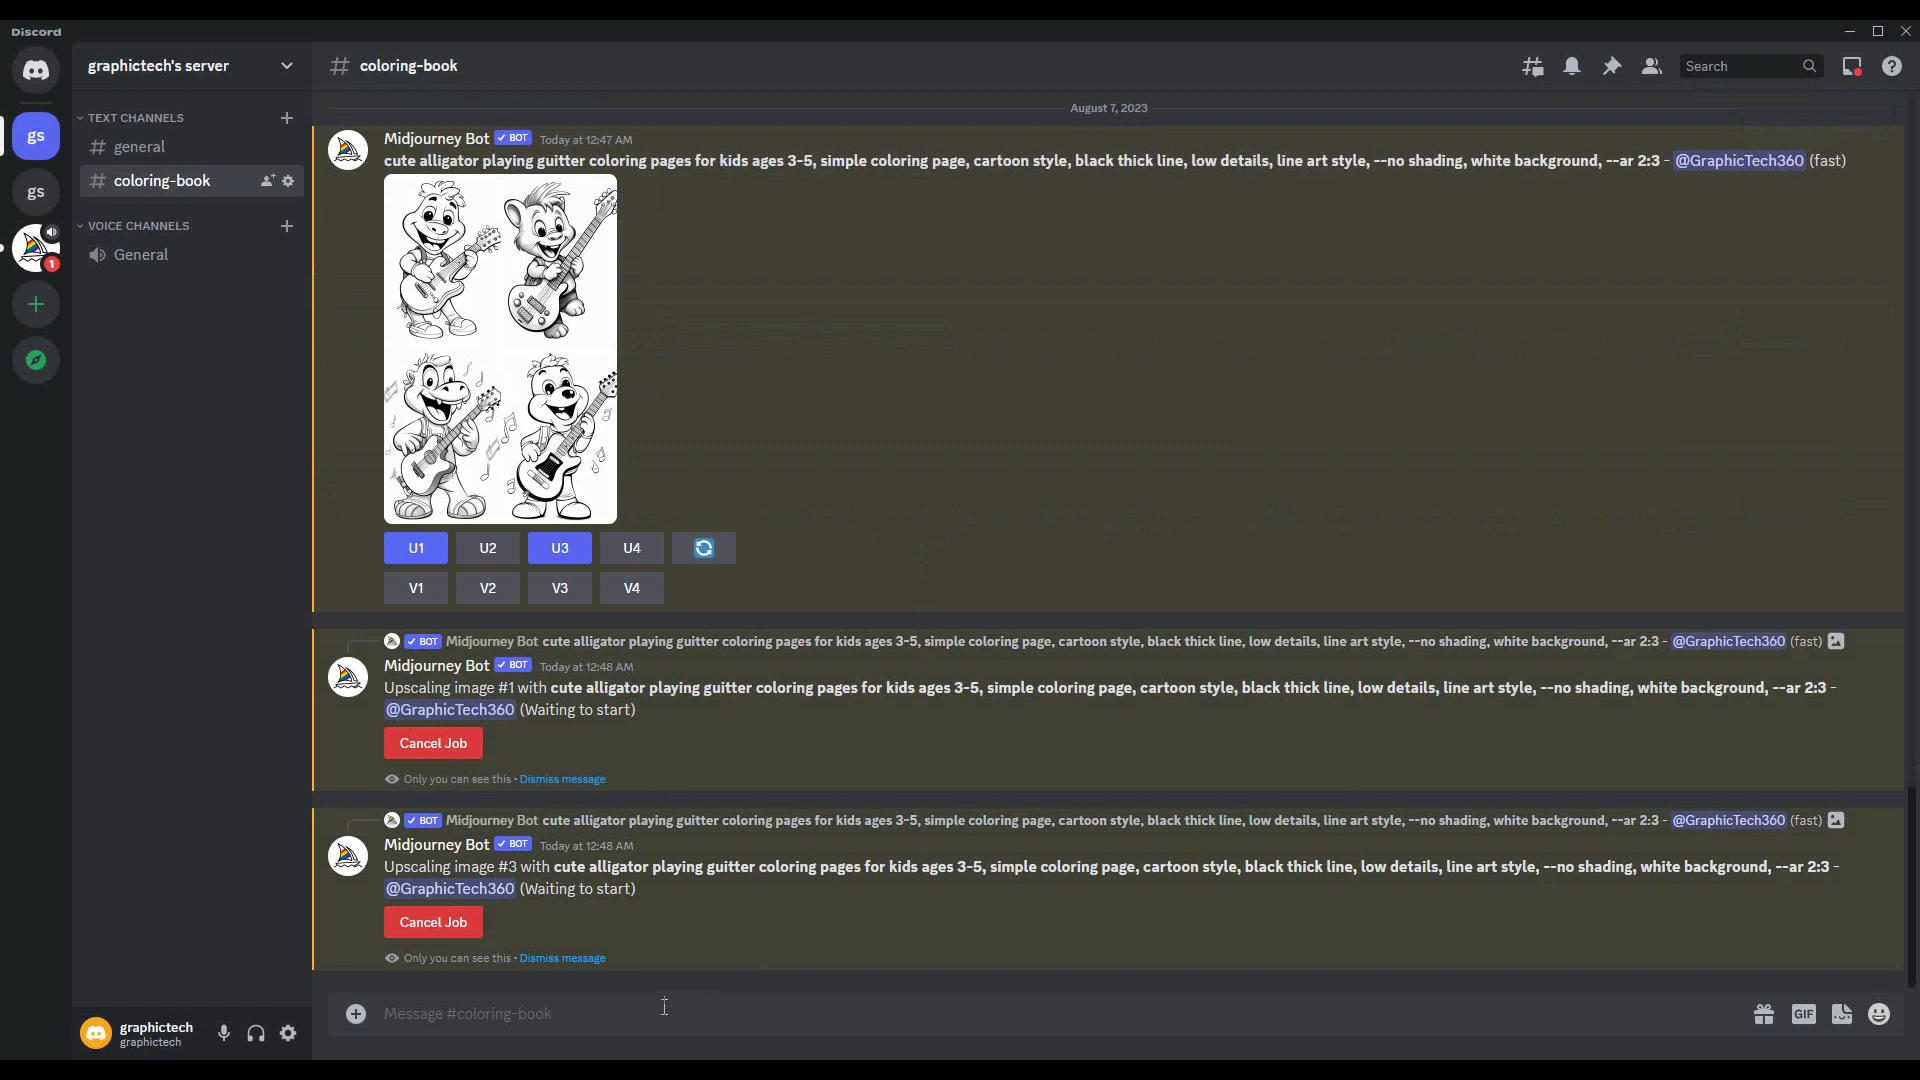 Discord
graphictech's server
# coloring-book
Search
TEXT CHANNELS
# general
# coloring-book
VOICE CHANNELS
General
gs
gs
1
August 7, 2023
Midjourney Bot ✓ BOT Today at 12:47 AM
cute alligator playing guitter coloring pages for kids ages 3-5, simple coloring page, cartoon style, black thick line, low details, line art style, --no shading, white background, --ar 2:3 - @GraphicTech360 (fast)
U1 U2 U3 U4
V1 V2 V3 V4
✓ BOT Midjourney Bot cute alligator playing guitter coloring pages for kids ages 3-5, simple coloring page, cartoon style, black thick line, low details, line art style, --no shading, white background, --ar 2:3 - @GraphicTech360 (fast)
Midjourney Bot ✓ BOT Today at 12:48 AM
Upscaling image #1 with cute alligator playing guitter coloring pages for kids ages 3-5, simple coloring page, cartoon style, black thick line, low details, line art style, --no shading, white background, --ar 2:3 -
@GraphicTech360 (Waiting to start)
Cancel Job
Only you can see this • Dismiss message
✓ BOT Midjourney Bot cute alligator playing guitter coloring pages for kids ages 3-5, simple coloring page, cartoon style, black thick line, low details, line art style, --no shading, white background, --ar 2:3 - @GraphicTech360 (fast)
Midjourney Bot ✓ BOT Today at 12:48 AM
Upscaling image #3 with cute alligator playing guitter coloring pages for kids ages 3-5, simple coloring page, cartoon style, black thick line, low details, line art style, --no shading, white background, --ar 2:3 -
@GraphicTech360 (Waiting to start)
Cancel Job
Only you can see this • Dismiss message
Message #coloring-book
GIF
graphictech
graphictech